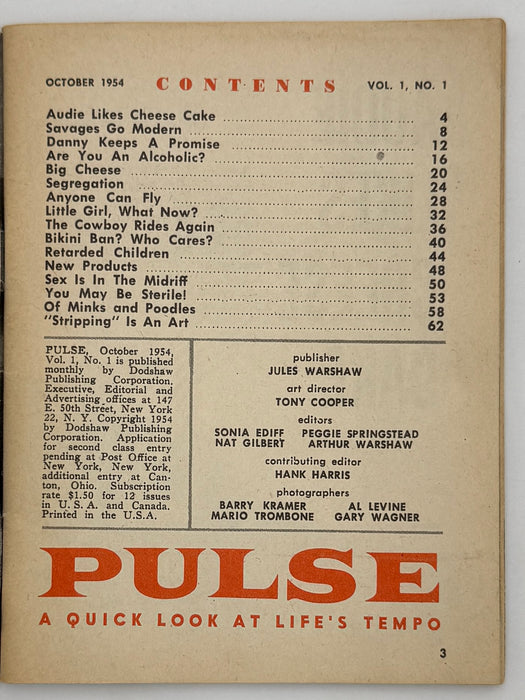 OCTOBER 1954 CONTENTS VOL. 1, NO. 1
Audie Likes Cheese Cake 4
Savages Go Modern 8
Danny Keeps A Promise 12
Are You An Alcoholic? 16
Big Cheese 20
Segregation 24
Anyone Can Fly 28
Little Girl, What Now? 32
The Cowboy Rides Again 36
Bikini Ban? Who Cares? 40
Retarded Children 44
New Products 48
Sex Is In The Midriff 50
You May Be Sterile! 53
Of Minks and Poodles 58
"Stripping" Is An Art 62
PULSE, October 1954,
Vol. 1, No. 1 is published
monthly by Dodshaw
Publishing Corporation.
Executive, Editorial and
Advertising offices at 147
E. 50th Street, New York
22, N. Y. Copyright 1954
by Dodshaw Publishing
Corporation. Application
for second class entry
pending at Post Office at
New York, New York,
additional entry at Can-
ton, Ohio. Subscription
rate $1.50 for 12 issues
in U. S. A. and Canada.
Printed in the U.S.A.
publisher
JULES WARSHAW
art director
TONY COOPER
editors
SONIA EDIFF PEGGIE SPRINGSTEAD
NAT GILBERT ARTHUR WARSHAW
contributing editor
HANK HARRIS
photographers
BARRY KRAMER AL LEVINE
MARIO TROMBONE GARY WAGNER
PULSE
A QUICK LOOK AT LIFE'S TEMPO
3